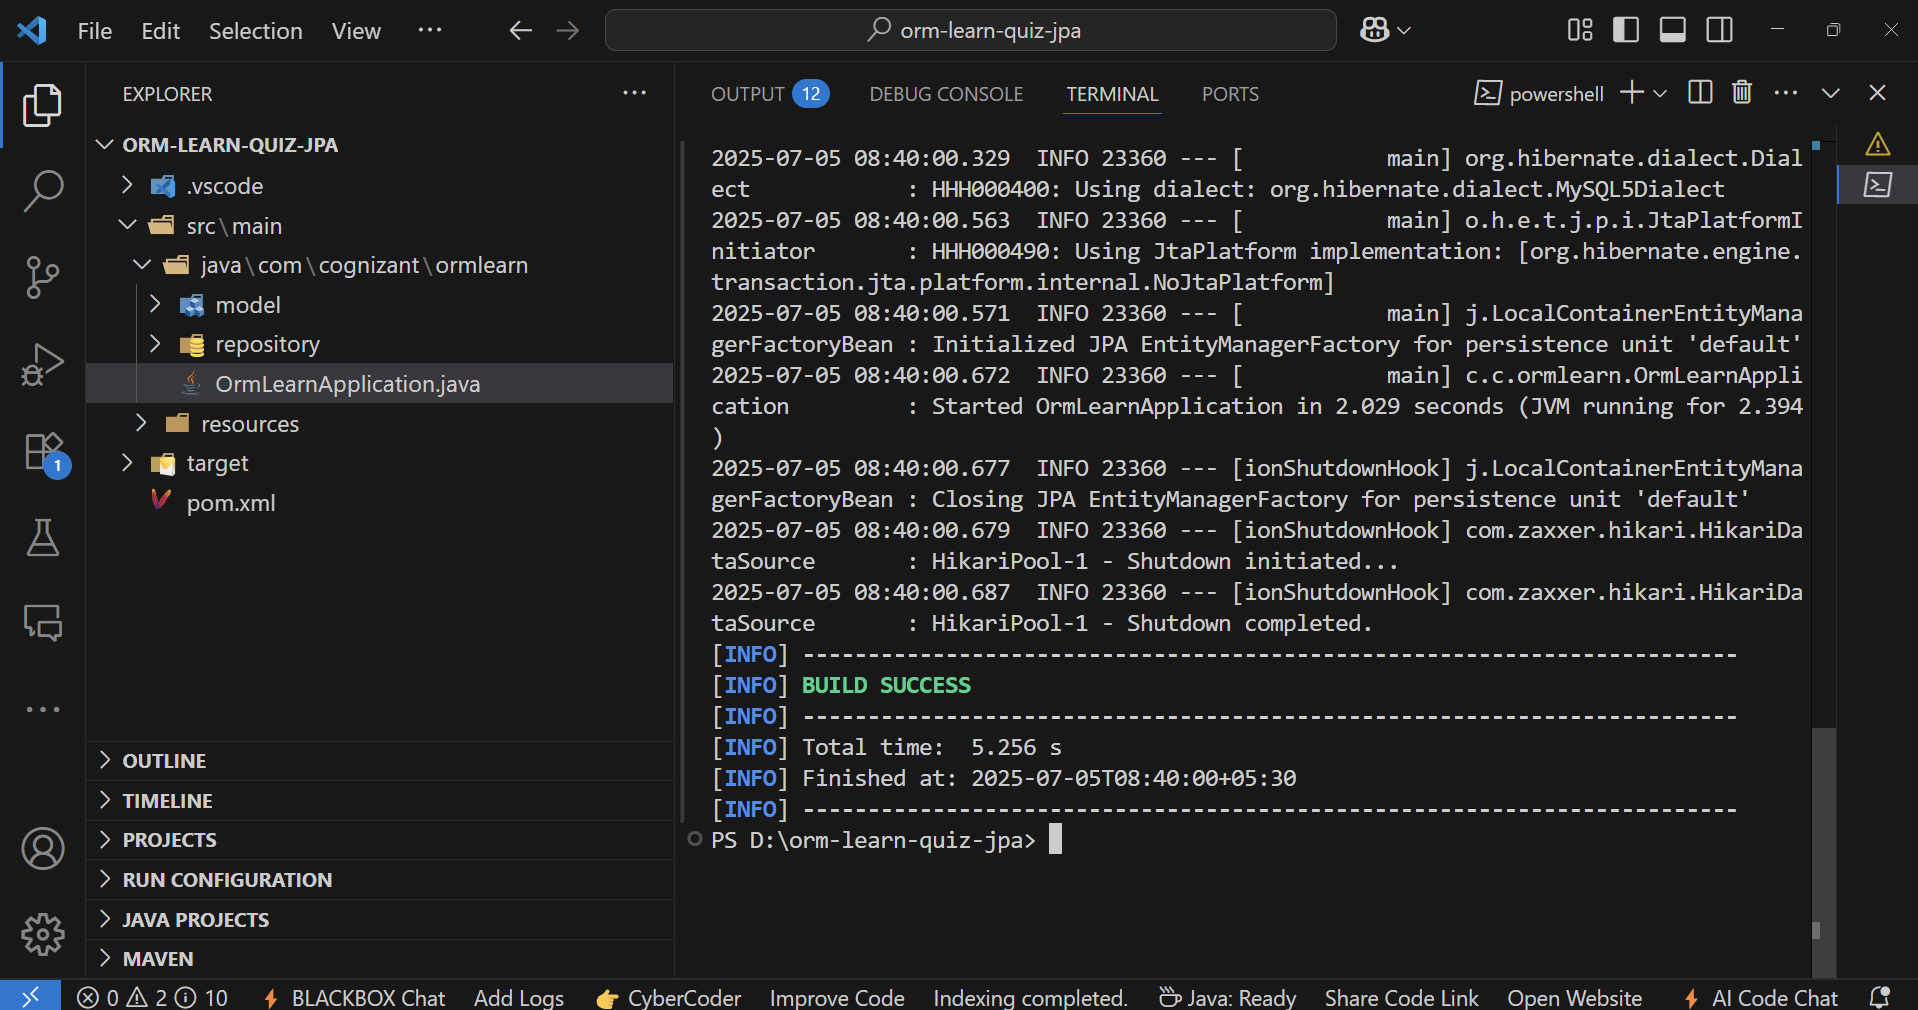 File Edit Selection View ···
orm-learn-quiz-jpa
EXPLORER ···
ORM-LEARN-QUIZ-JPA
.vscode
src\main
java\com\cognizant\ormlearn
model
repository
OrmLearnApplication.java
resources
target
pom.xml
OUTLINE
TIMELINE
PROJECTS
RUN CONFIGURATION
JAVA PROJECTS
MAVEN
1
OUTPUT 12 DEBUG CONSOLE TERMINAL PORTS
powershell
2025-07-05 08:40:00.329  INFO 23360 --- [           main] org.hibernate.dialect.Dial
ect            : HHH000400: Using dialect: org.hibernate.dialect.MySQL5Dialect
2025-07-05 08:40:00.563  INFO 23360 --- [           main] o.h.e.t.j.p.i.JtaPlatformI
nitiator       : HHH000490: Using JtaPlatform implementation: [org.hibernate.engine.
transaction.jta.platform.internal.NoJtaPlatform]
2025-07-05 08:40:00.571  INFO 23360 --- [           main] j.LocalContainerEntityMana
gerFactoryBean : Initialized JPA EntityManagerFactory for persistence unit 'default'
2025-07-05 08:40:00.672  INFO 23360 --- [           main] c.c.ormlearn.OrmLearnAppli
cation         : Started OrmLearnApplication in 2.029 seconds (JVM running for 2.394
)
2025-07-05 08:40:00.677  INFO 23360 --- [ionShutdownHook] j.LocalContainerEntityMana
gerFactoryBean : Closing JPA EntityManagerFactory for persistence unit 'default'
2025-07-05 08:40:00.679  INFO 23360 --- [ionShutdownHook] com.zaxxer.hikari.HikariDa
taSource       : HikariPool-1 - Shutdown initiated...
2025-07-05 08:40:00.687  INFO 23360 --- [ionShutdownHook] com.zaxxer.hikari.HikariDa
taSource       : HikariPool-1 - Shutdown completed.
[INFO] ------------------------------------------------------------------------
[INFO] BUILD SUCCESS
[INFO] ------------------------------------------------------------------------
[INFO] Total time:  5.256 s
[INFO] Finished at: 2025-07-05T08:40:00+05:30
[INFO] ------------------------------------------------------------------------
PS D:\orm-learn-quiz-jpa>
0 2 10 BLACKBOX Chat Add Logs CyberCoder Improve Code Indexing completed. Java: Ready Share Code Link Open Website AI Code Chat